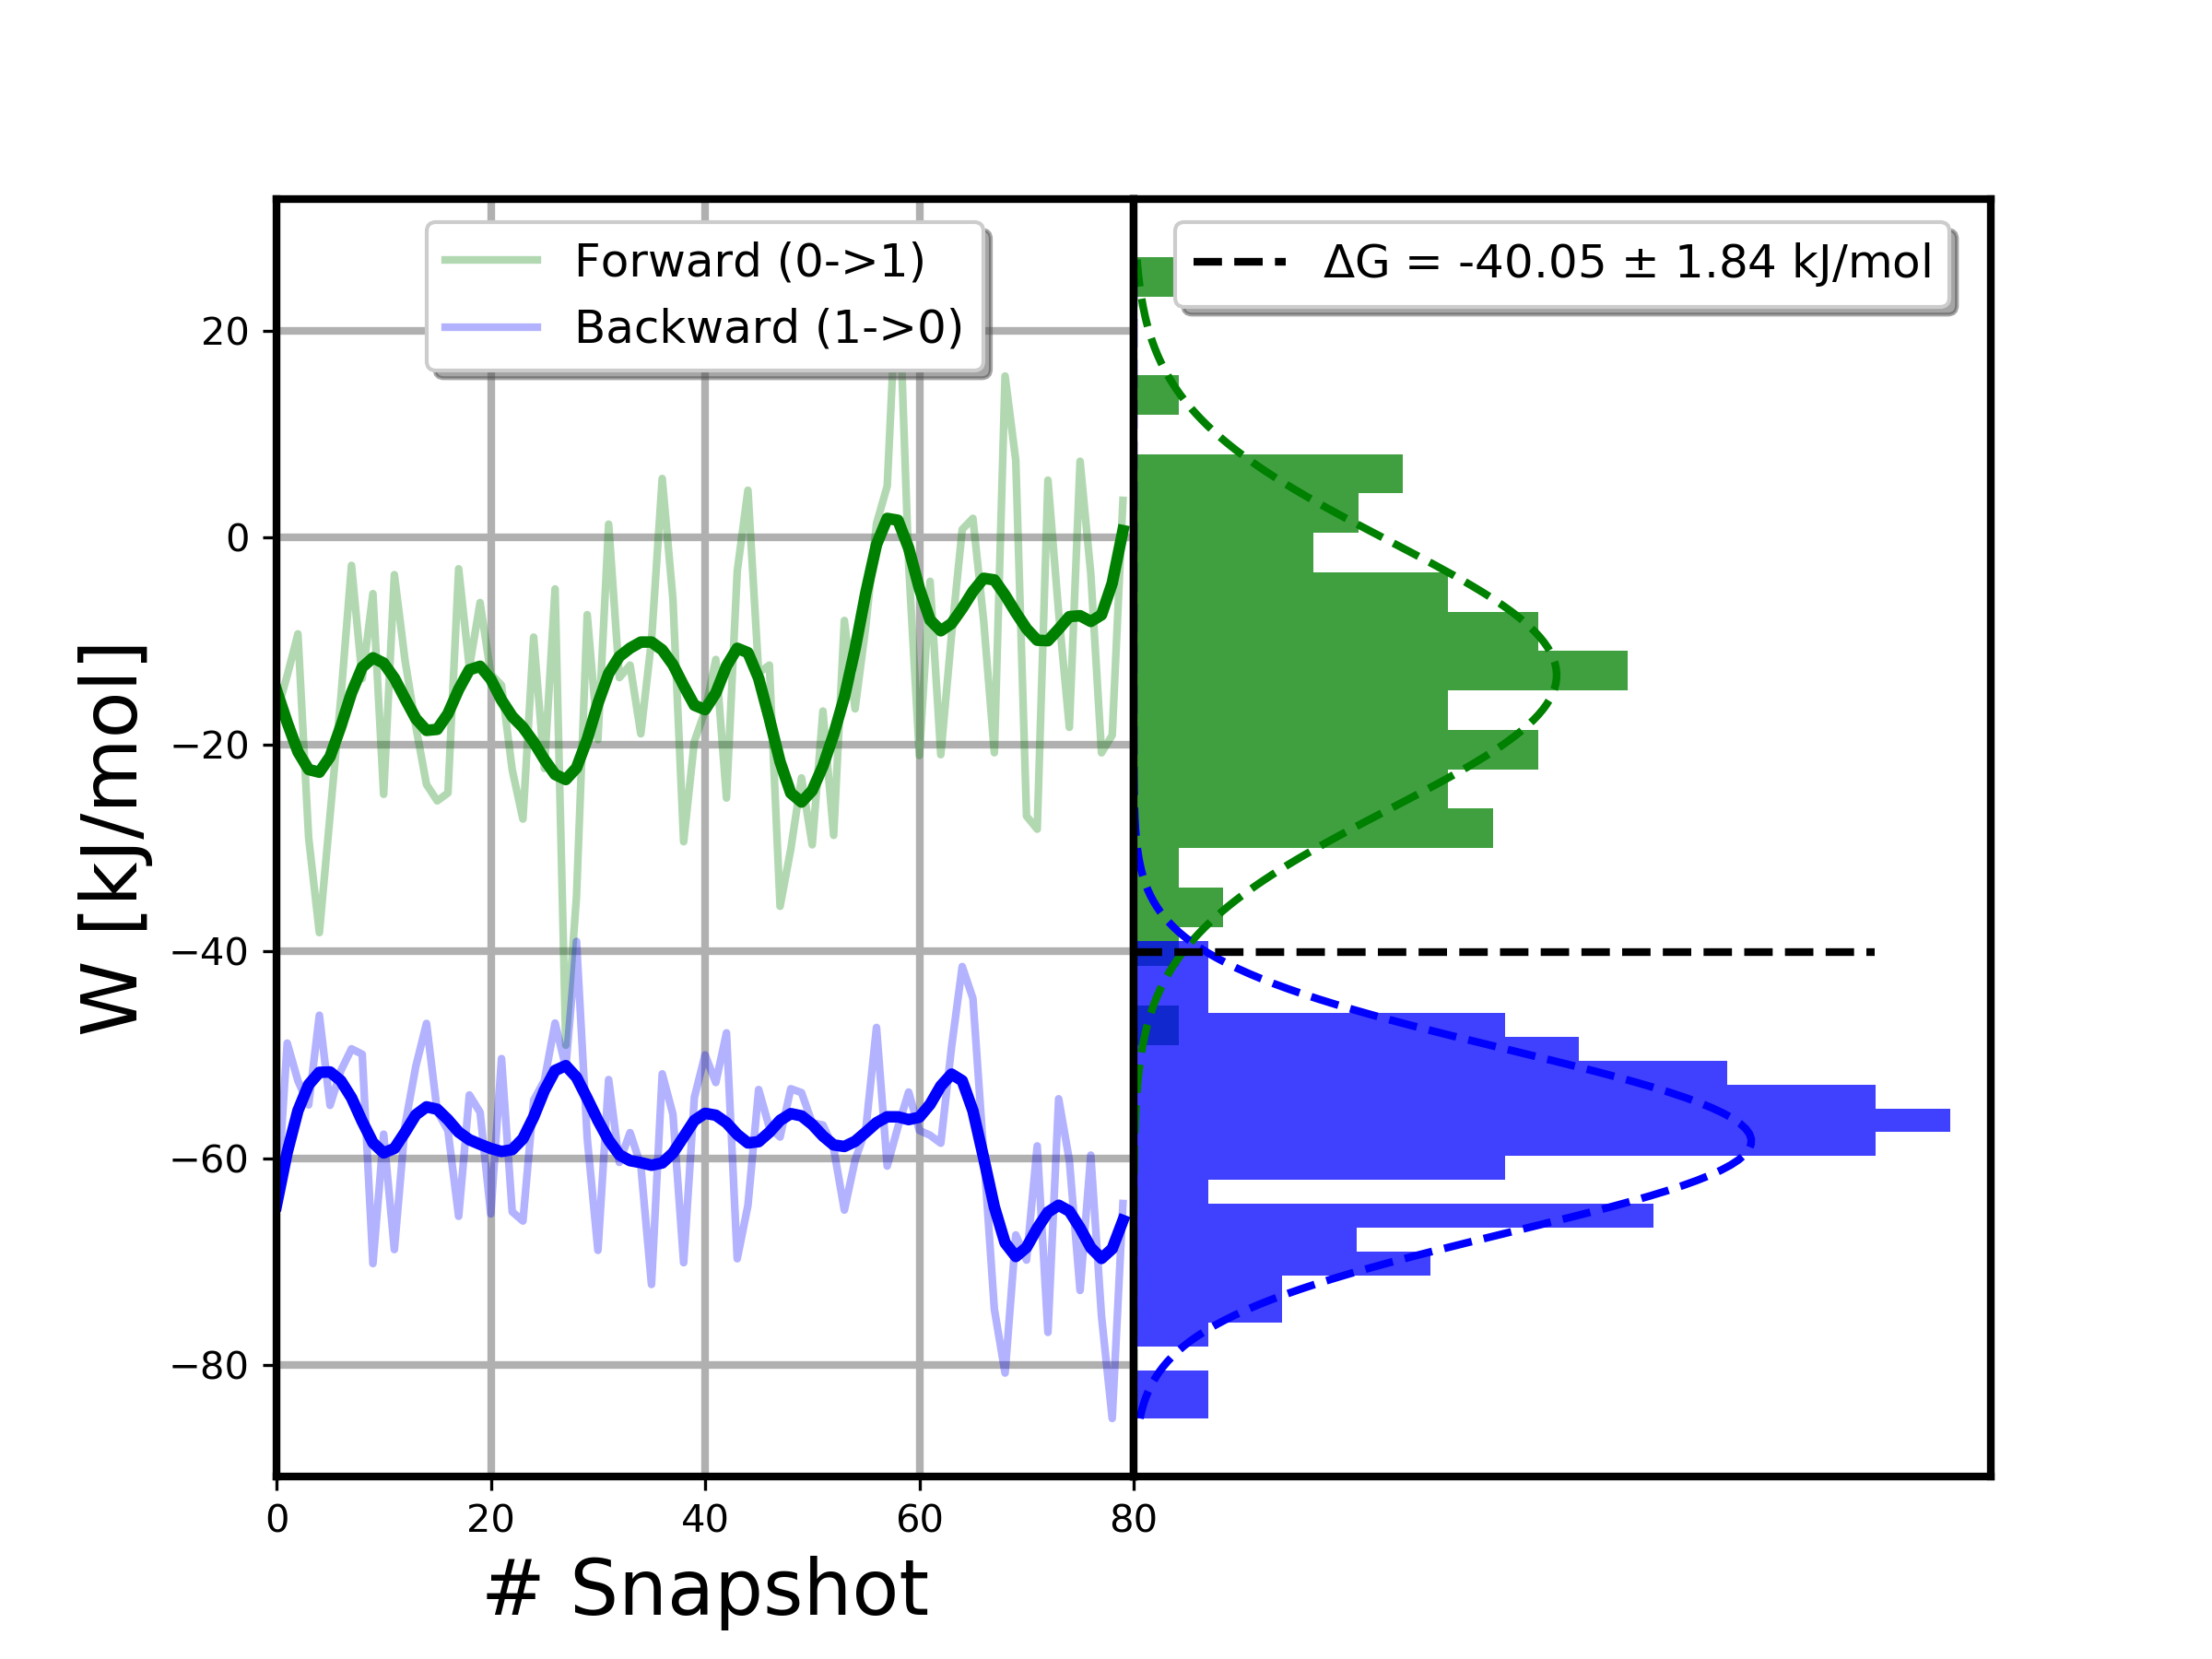 Forward (0->1)
Backward (1->0)
ΔG = -40.05 ± 1.84 kJ/mol
W [kJ/mol]
20
0
−20
−40
−60
−80
0 20 40 60 80
# Snapshot